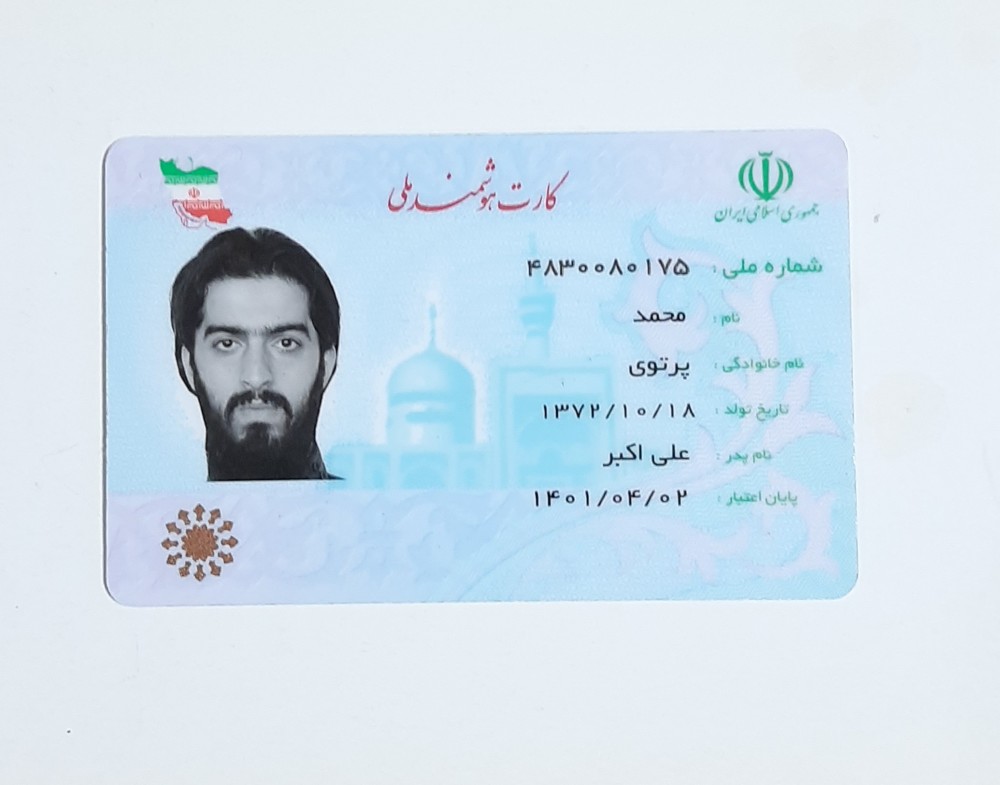 کارت هوشمند ملی
جمهوری اسلامی ایران
شماره ملی : ۴۸۳۰۰۸۰۱۷۵
نام : محمد
نام خانوادگی : پرتوی
تاریخ تولد : ۱۳۷۲/۱۰/۱۸
نام پدر : علی اکبر
پایان اعتبار : ۱۴۰۱/۰۴/۰۲